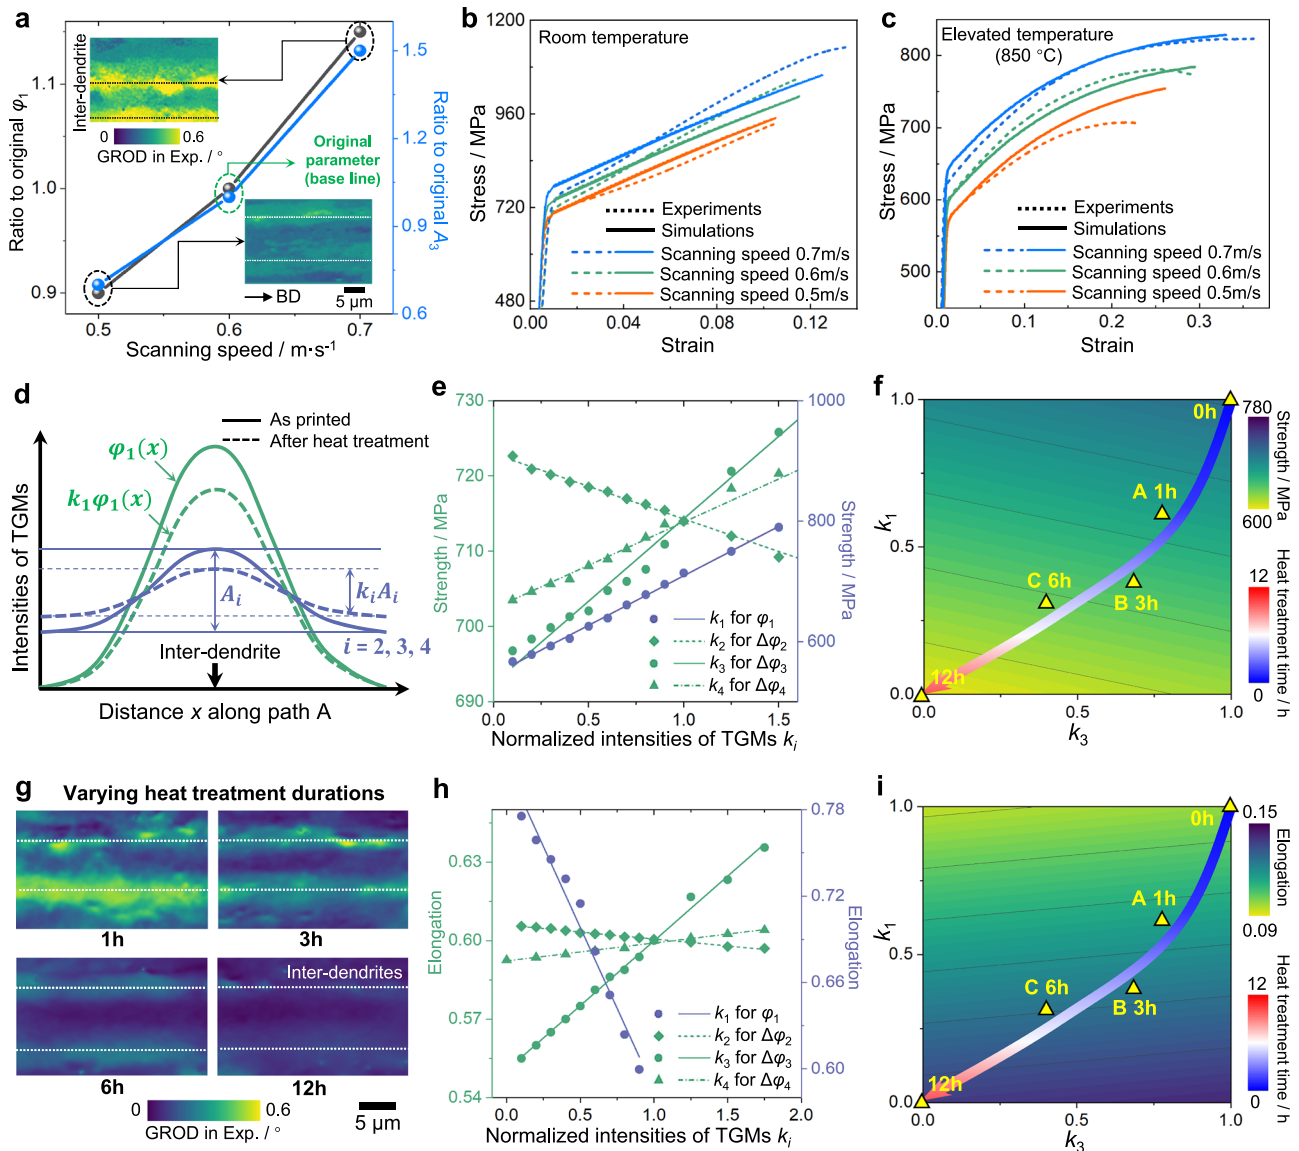 a
Ratio to original φ₁
1.1
1.0
0.9
0.5
0.6
0.7
Scanning speed / m·s⁻¹
1.5
1.2
0.9
0.6
Ratio to original A₃
Inter-dendrite
0
0.6
GROD in Exp. / °
Original
parameter
(base line)
BD
5 μm
b
Room temperature
Stress / MPa
1200
960
720
480
0.00
0.04
0.08
0.12
Strain
Experiments
Simulations
Scanning speed 0.7m/s
Scanning speed 0.6m/s
Scanning speed 0.5m/s
c
Elevated temperature
(850 °C)
Stress / MPa
800
700
600
500
0.0
0.1
0.2
0.3
Strain
Experiments
Simulations
Scanning speed 0.7m/s
Scanning speed 0.6m/s
Scanning speed 0.5m/s
d
Intensities of TGMs
As printed
After heat treatment
φ₁(x)
k₁φ₁(x)
Aᵢ
kᵢAᵢ
i = 2, 3, 4
Inter-dendrite
Distance x along path A
e
Strength / MPa
730
720
710
700
690
1000
800
600
Strength / MPa
k₁ for φ₁
k₂ for Δφ₂
k₃ for Δφ₃
k₄ for Δφ₄
0.0
0.5
1.0
1.5
Normalized intensities of TGMs kᵢ
f
k₁
1.0
0.5
0.0
0.0
0.5
1.0
k₃
0h
A 1h
B 3h
C 6h
12h
780
600
Strength / MPa
12
0
Heat treatment time / h
g
Varying heat treatment durations
1h
3h
Inter-dendrites
6h
12h
0
0.6
GROD in Exp. / °
5 μm
h
Elongation
0.63
0.60
0.57
0.54
0.78
0.72
0.66
0.60
Elongation
k₁ for φ₁
k₂ for Δφ₂
k₃ for Δφ₃
k₄ for Δφ₄
0.0
0.5
1.0
1.5
2.0
Normalized intensities of TGMs kᵢ
i
k₁
1.0
0.5
0.0
0.0
0.5
1.0
k₃
0h
A 1h
B 3h
C 6h
12h
0.15
0.09
Elongation
12
0
Heat treatment time / h